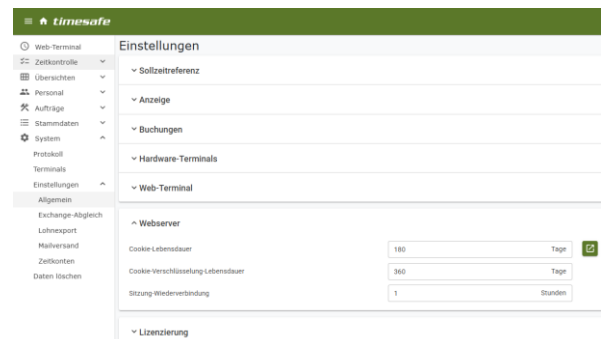 timesafe
Web-Terminal
Zeitkontrolle
Übersichten
Personal
Aufträge
Stammdaten
System
Protokoll
Terminals
Einstellungen
Allgemein
Exchange-Abgleich
Lohnexport
Mailversand
Zeitkonten
Daten löschen
Einstellungen
Sollzeitreferenz
Anzeige
Buchungen
Hardware-Terminals
Web-Terminal
Webserver
Cookie-Lebensdauer 180 Tage
Cookie-Verschlüsselung-Lebensdauer 360 Tage
Sitzung-Wiederverbindung 1 Stunden
Lizenzierung